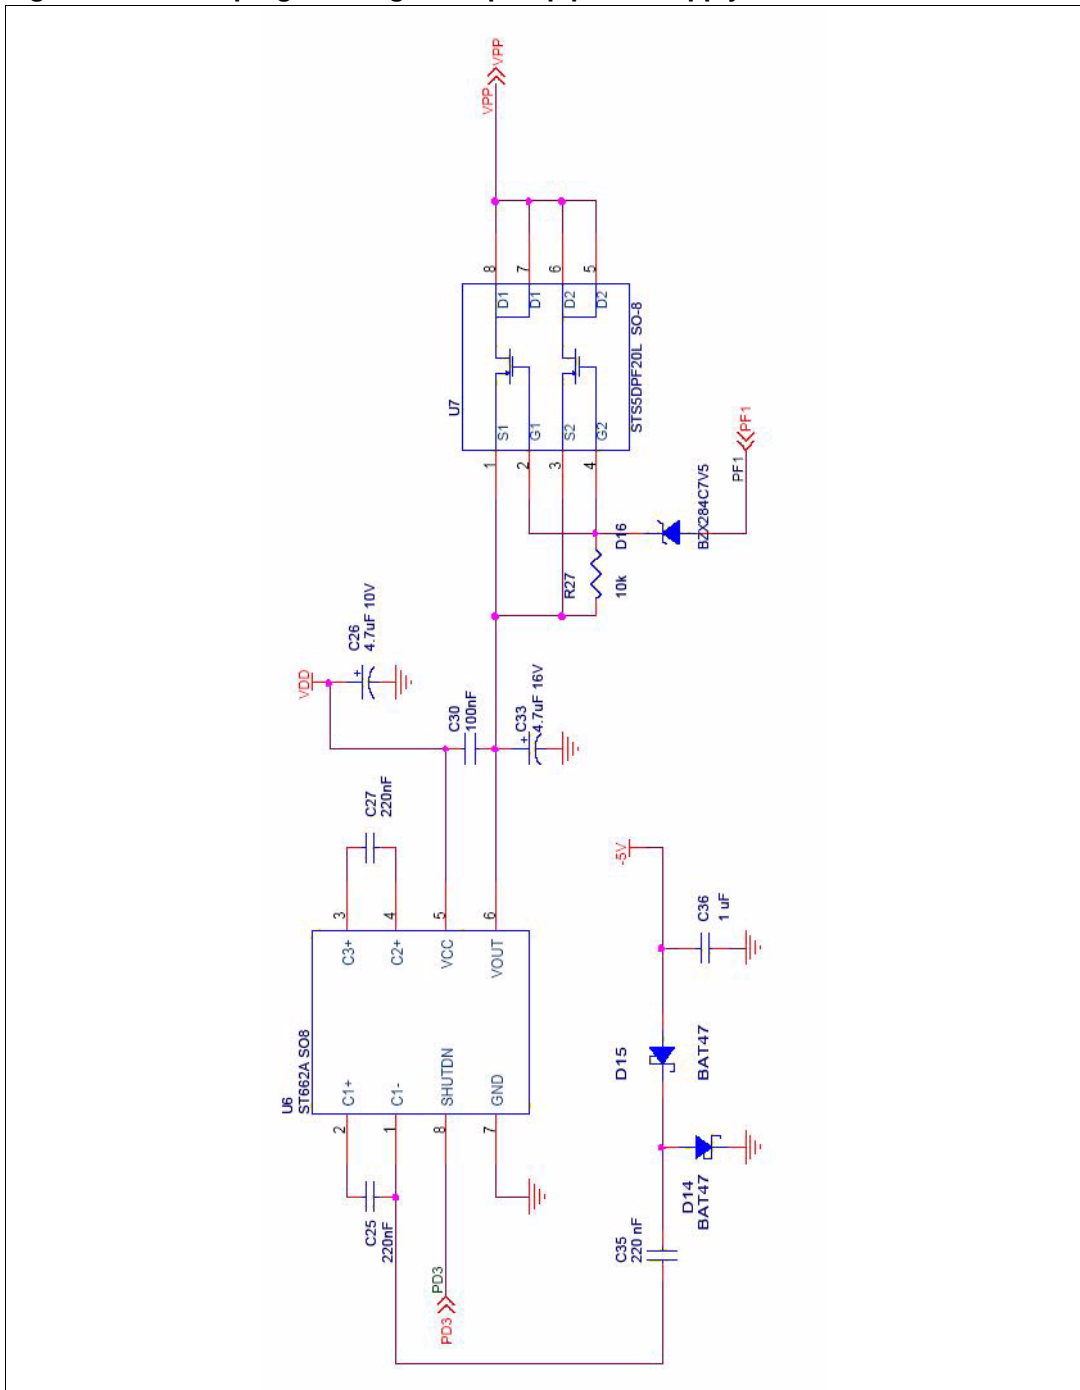 VPP
VPP
8
7
6
5
D1
D1
D2
D2
U7
STS5DPF20L SO-8
S1
G1
S2
G2
1
2
3
4
PF1
PF1
D16
BZX284C7V5
R27
10k
VDD
C26
4.7uF 10V
C30
100nF
C33
4.7uF 16V
C27
220nF
3
4
5
6
C3+
C2+
VCC
VOUT
U6
ST662A SO8
C1+
C1-
SHUTDN
GND
2
1
8
7
C25
220nF
PD3
PD3
-5V
C36
1 uF
D15
BAT47
D14
BAT47
C35
220 nF